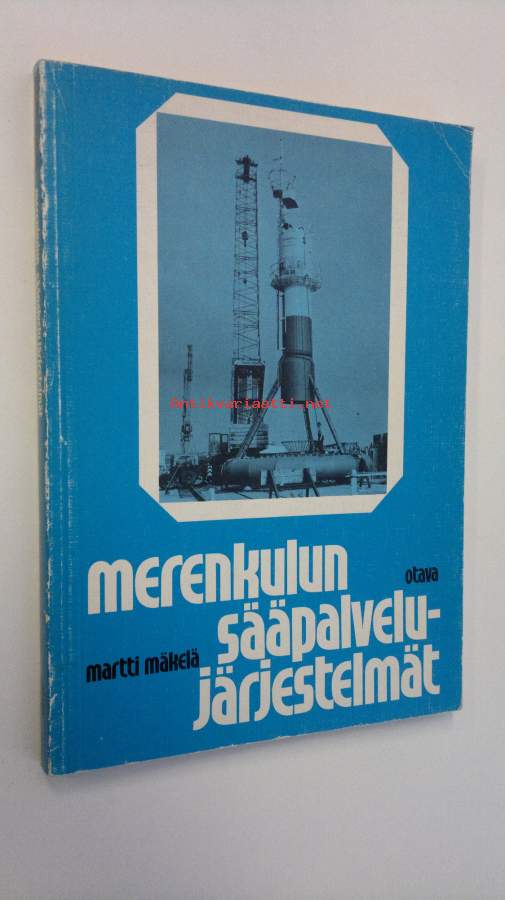 Antikvariaatti.net
merenkulun
otava
sääpalvelu-
martti mäkelä
järjestelmät